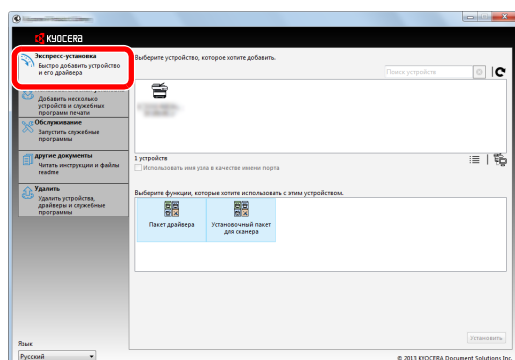 KYOCERA
Экспресс-установка
Быстро добавить устройство
и его драйвера
Добавить несколько
устройств и служебных
программ печати
Обслуживание
Запустить служебные
программы
другие документы
Читать инструкции и файлы
readme
Удалить
Удалить устройства,
драйверы и служебные
программы
Язык
Русский
Выберите устройство, которое хотите добавить.
Поиск устройств
1 устройств
Использовать имя узла в качестве имени порта
Выберите функции, которые хотите использовать с этим устройством.
Пакет драйвера
Установочный пакет
для сканера
Установить
© 2013 KYOCERA Document Solutions Inc.